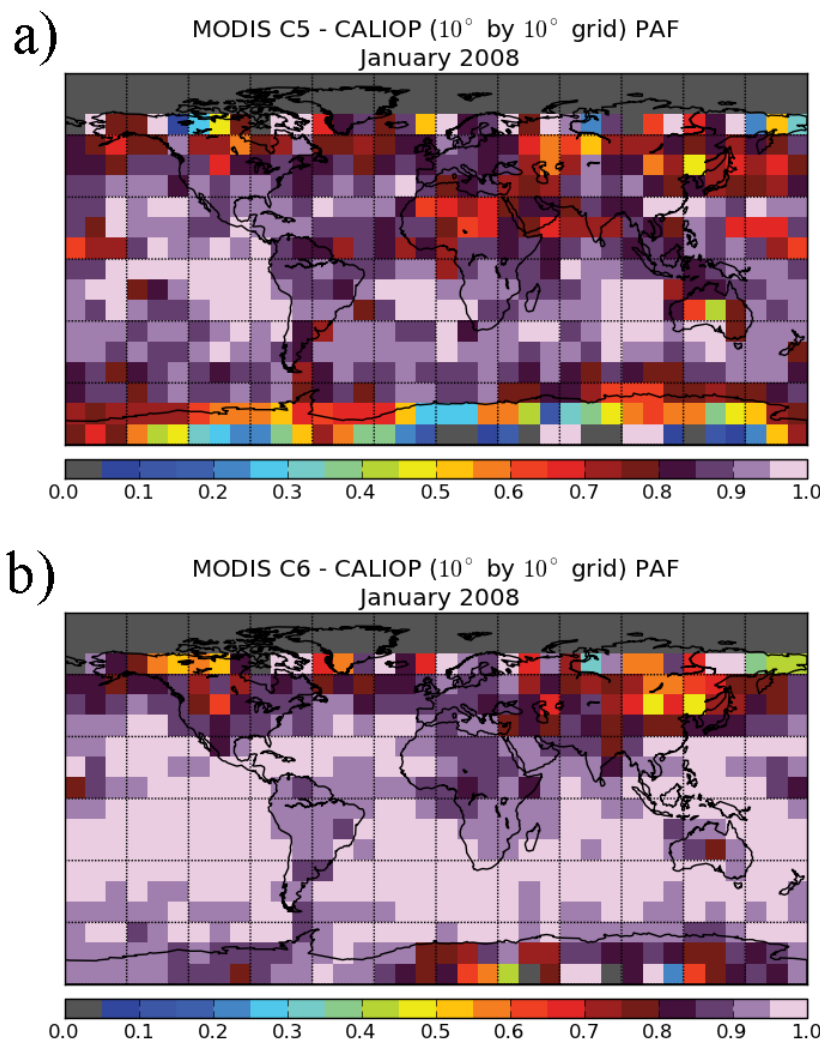 a)
MODIS C5 - CALIOP (10° by 10° grid) PAF
January 2008
0.0 0.1 0.2 0.3 0.4 0.5 0.6 0.7 0.8 0.9 1.0
b)
MODIS C6 - CALIOP (10° by 10° grid) PAF
January 2008
0.0 0.1 0.2 0.3 0.4 0.5 0.6 0.7 0.8 0.9 1.0